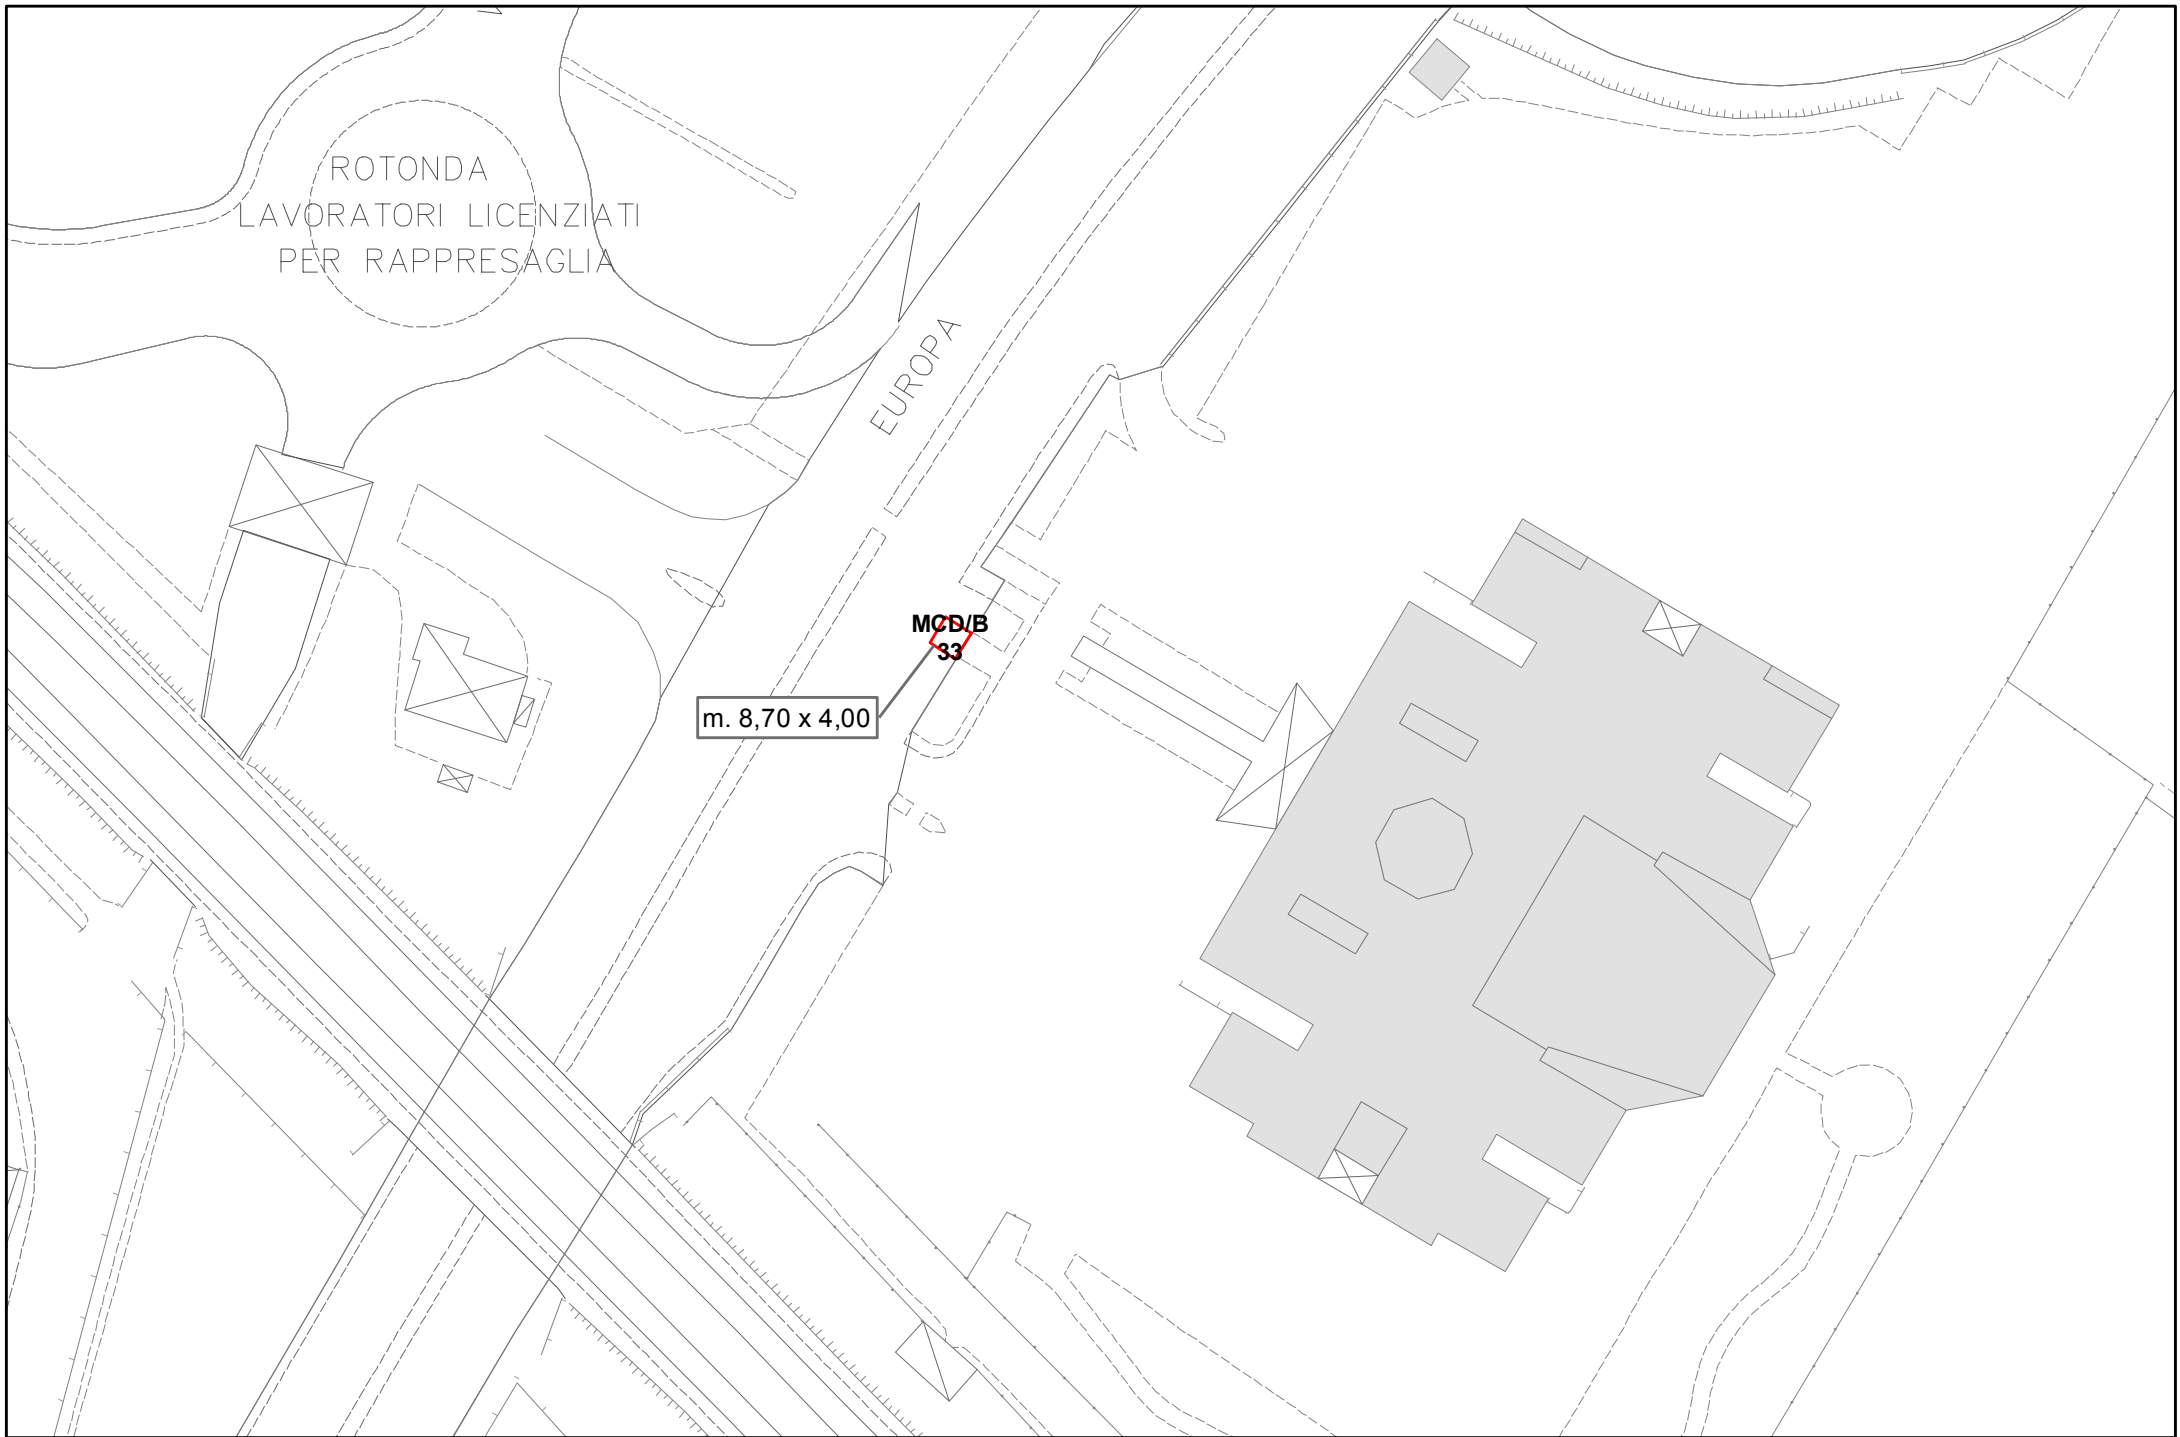 ROTONDA
LAVORATORI LICENZIATI
PER RAPPRESAGLIA
EUROPA
MCD/B
33
m. 8,70 x 4,00